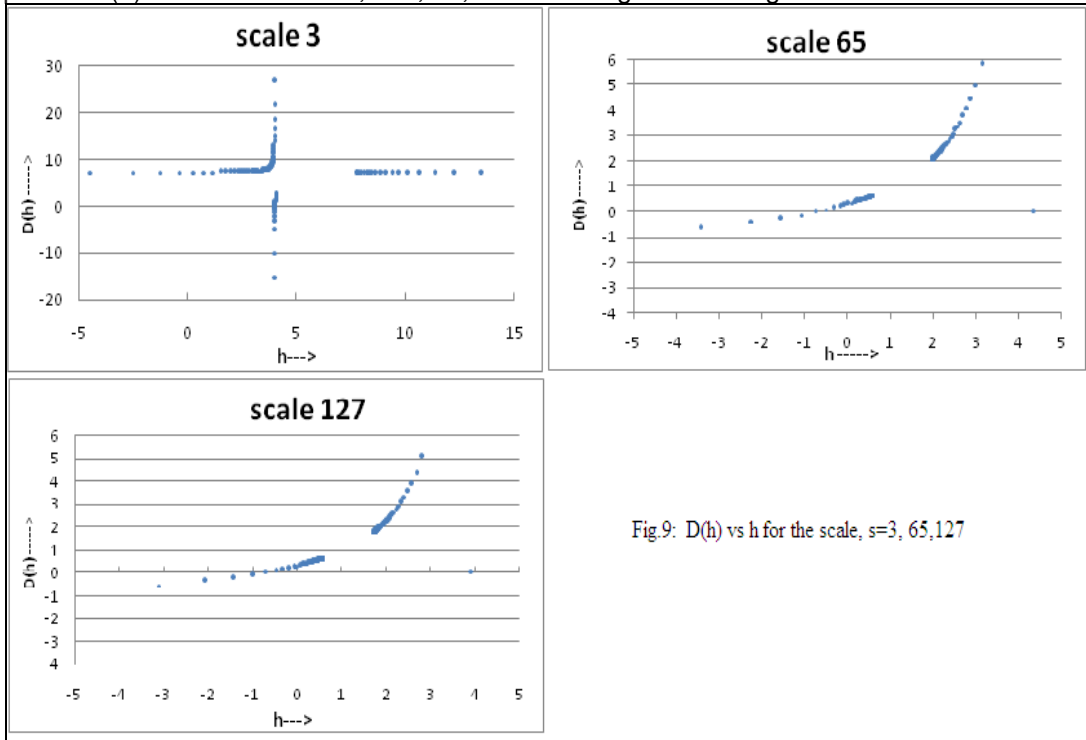 scale 3
30
20
10
0
-10
-20
D(h) ----->
-5 0 5 10 15
h--->
scale 65
6
5
4
3
2
1
0
-1
-2
-3
-4
D(h)----->
-5 -4 -3 -2 -1 0 1 2 3 4 5
h----->
scale 127
6
5
4
3
2
1
0
-1
-2
-3
4
D(h)----->
-5 -4 -3 -2 -1 0 1 2 3 4 5
h--->
Fig.9: D(h) vs h for the scale, s=3, 65,127